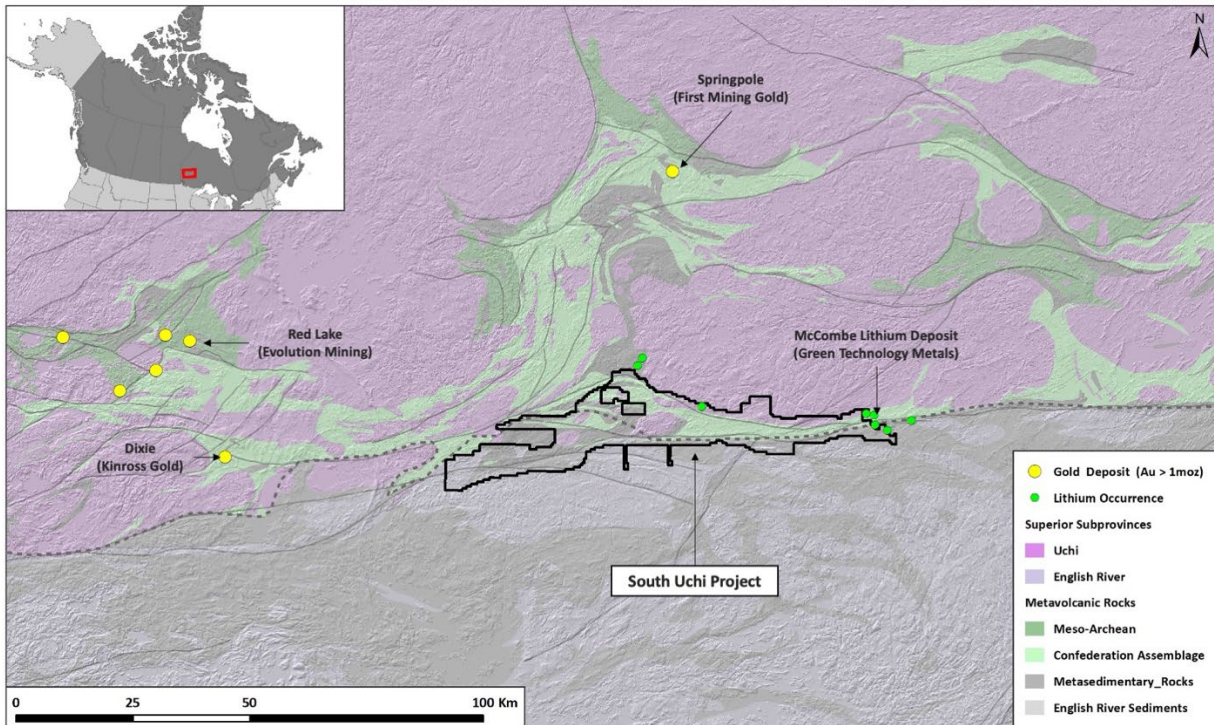 N
Springpole
(First Mining Gold)
Red Lake
(Evolution Mining)
McCombe Lithium Deposit
(Green Technology Metals)
Dixie
(Kinross Gold)
South Uchi Project
Gold Deposit (Au > 1moz)
Lithium Occurrence
Superior Subprovinces
Uchi
English River
Metavolcanic Rocks
Meso-Archean
Confederation Assemblage
Metasedimentary_Rocks
English River Sediments
0 25 50 100 Km